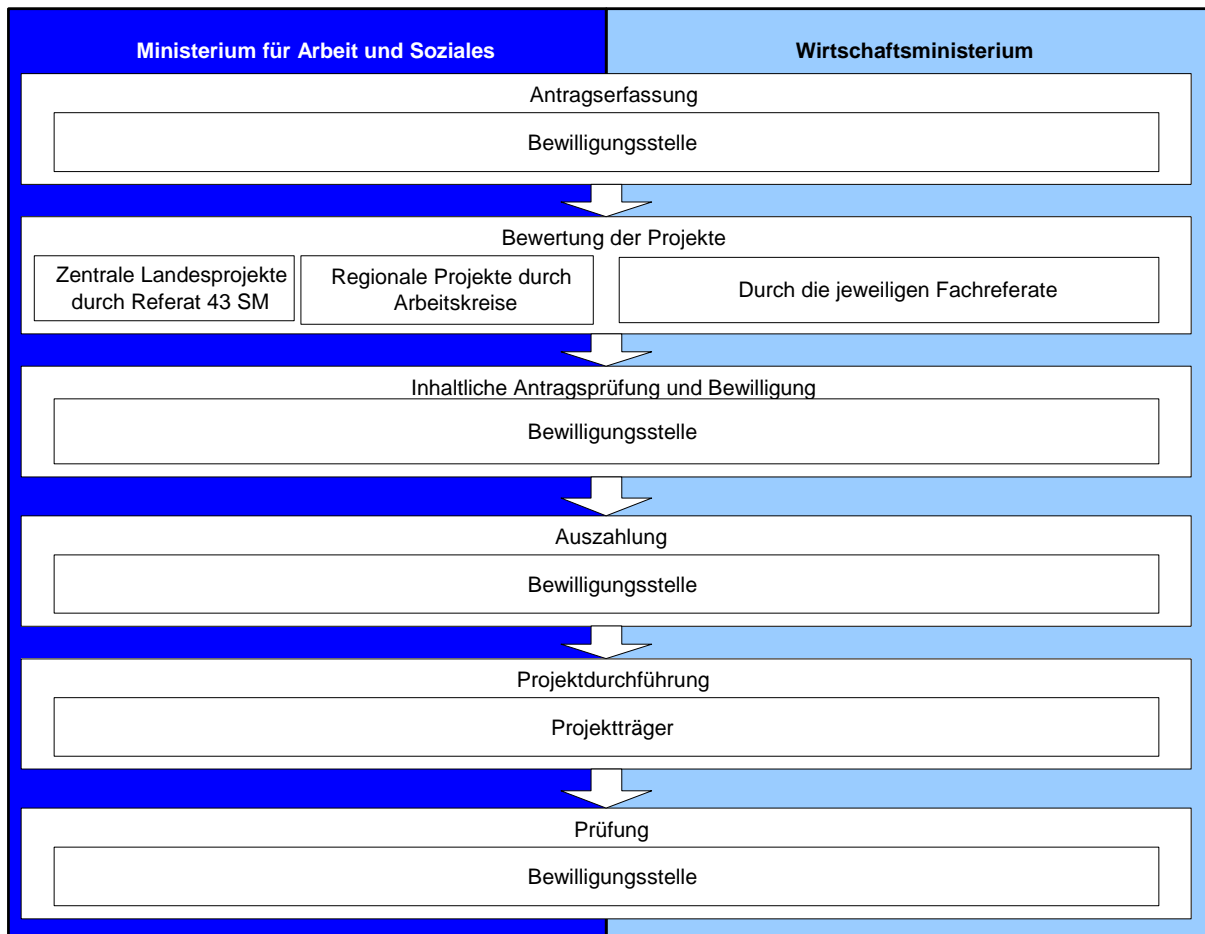 Ministerium für Arbeit und Soziales
Wirtschaftsministerium
Antragserfassung
Bewilligungsstelle
Bewertung der Projekte
Zentrale Landesprojekte
durch Referat 43 SM
Regionale Projekte durch
Arbeitskreise
Durch die jeweiligen Fachreferate
Inhaltliche Antragsprüfung und Bewilligung
Bewilligungsstelle
Auszahlung
Bewilligungsstelle
Projektdurchführung
Projektträger
Prüfung
Bewilligungsstelle